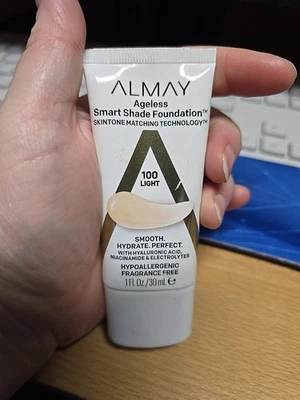 ALMAY
Ageless
Smart Shade Foundation™
SKINTONE MATCHING TECHNOLOGY™
100
LIGHT
SMOOTH.
HYDRATE. PERFECT.
WITH HYALURONIC ACID,
NIACINAMIDE & ELECTROLYTES
HYPOALLERGENIC
FRAGRANCE FREE
1 Fl. Oz./30 mL ℮